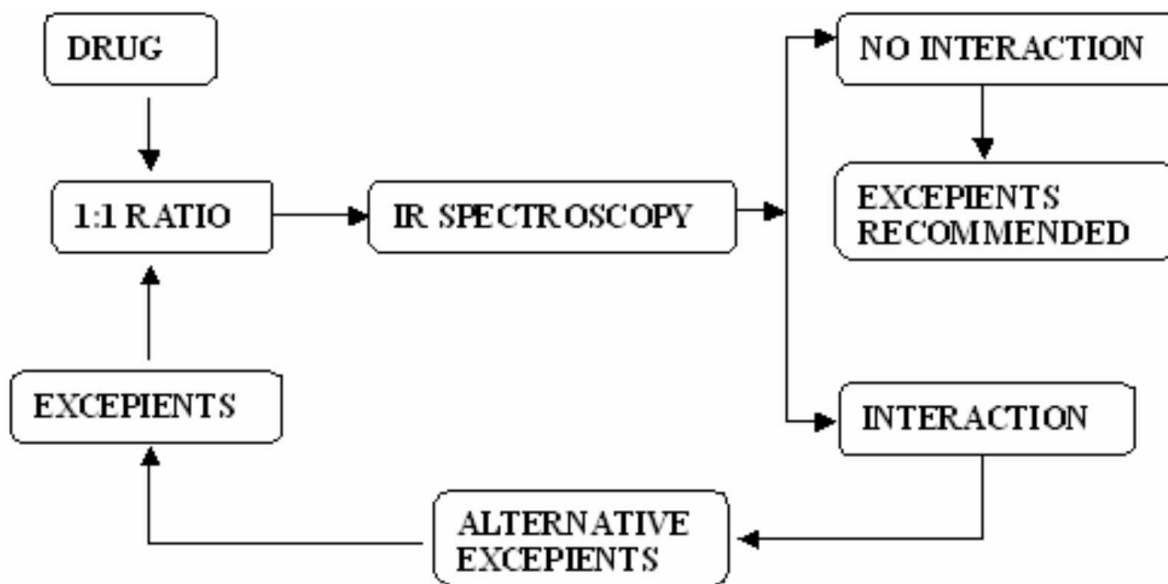 DRUG
NO INTERACTION
1:1 RATIO
IR SPECTROSCOPY
EXCEPIENTS
RECOMMENDED
EXCEPIENTS
INTERACTION
ALTERNATIVE
EXCEPIENTS